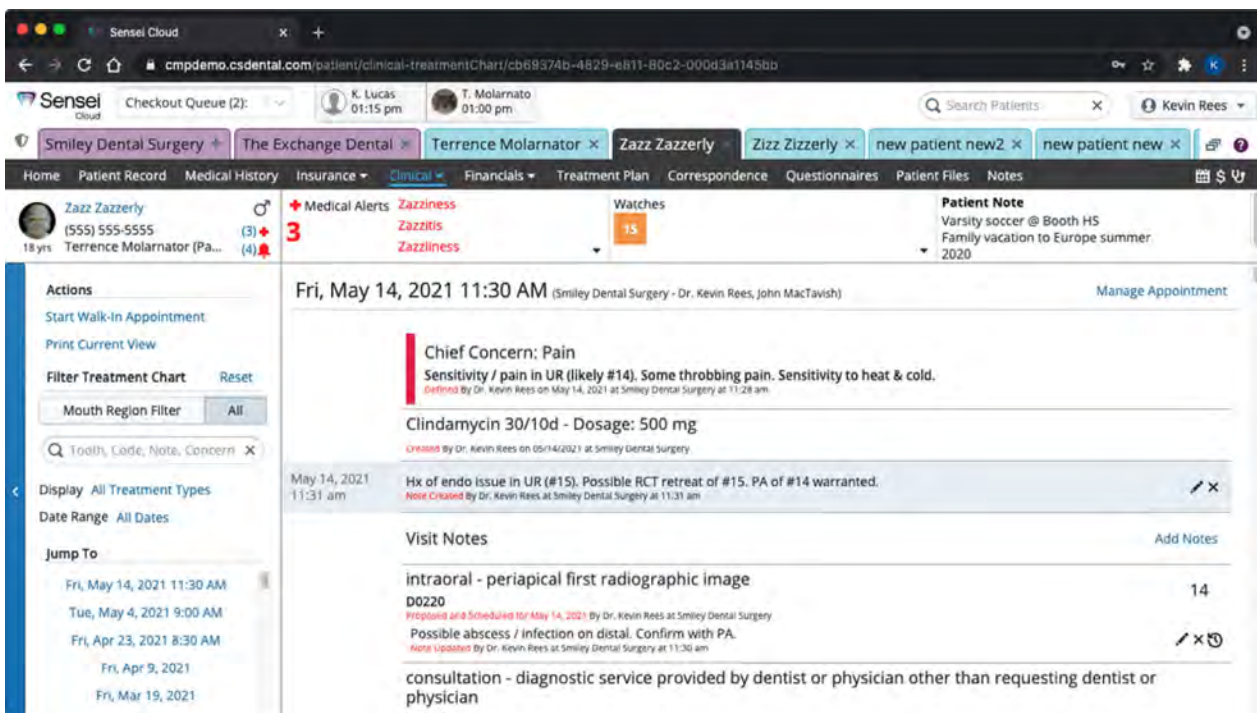 Sensei Cloud
cmpdemo.csdental.com/patient/clinical-treatmentChart/cb69374b-4829-e811-80c2-000d3a1145bb
K
Sensei
Cloud
Checkout Queue (2):
K. Lucas
01:15 pm
T. Molarnato
01:00 pm
Search Patients
Kevin Rees
Smiley Dental Surgery
The Exchange Dental
Terrence Molarnator
Zazz Zazzerly
Zizz Zizzerly
new patient new2
new patient new
Home Patient Record Medical History Insurance Clinical Financials Treatment Plan Correspondence Questionnaires Patient Files Notes
Zazz Zazzerly
(555) 555-5555 (3)
18 yrs Terrence Molarnator (Pa... (4)
Medical Alerts
3
Zazziness
Zazzitis
Zazzliness
Watches
15
Patient Note
Varsity soccer @ Booth HS
Family vacation to Europe summer
2020
Actions
Start Walk-In Appointment
Print Current View
Filter Treatment Chart Reset
Mouth Region Filter All
Tooth, Code, Note, Concern
Display All Treatment Types
Date Range All Dates
Jump To
Fri, May 14, 2021 11:30 AM
Tue, May 4, 2021 9:00 AM
Fri, Apr 23, 2021 8:30 AM
Fri, Apr 9, 2021
Fri, Mar 19, 2021
Fri, May 14, 2021 11:30 AM (Smiley Dental Surgery - Dr. Kevin Rees, John MacTavish) Manage Appointment
Chief Concern: Pain
Sensitivity / pain in UR (likely #14). Some throbbing pain. Sensitivity to heat & cold.
Defined By Dr. Kevin Rees on May 14, 2021 at Smiley Dental Surgery at 11:28 am
Clindamycin 30/10d - Dosage: 500 mg
Created By Dr. Kevin Rees on 05/14/2021 at Smiley Dental Surgery
May 14, 2021
11:31 am
Hx of endo issue in UR (#15). Possible RCT retreat of #15. PA of #14 warranted.
Note Created By Dr. Kevin Rees at Smiley Dental Surgery at 11:31 am
Visit Notes Add Notes
intraoral - periapical first radiographic image 14
D0220
Proposed and Scheduled for May 14, 2021 By Dr. Kevin Rees at Smiley Dental Surgery
Possible abscess / infection on distal. Confirm with PA.
Note Updated By Dr. Kevin Rees at Smiley Dental Surgery at 11:30 am
consultation - diagnostic service provided by dentist or physician other than requesting dentist or
physician